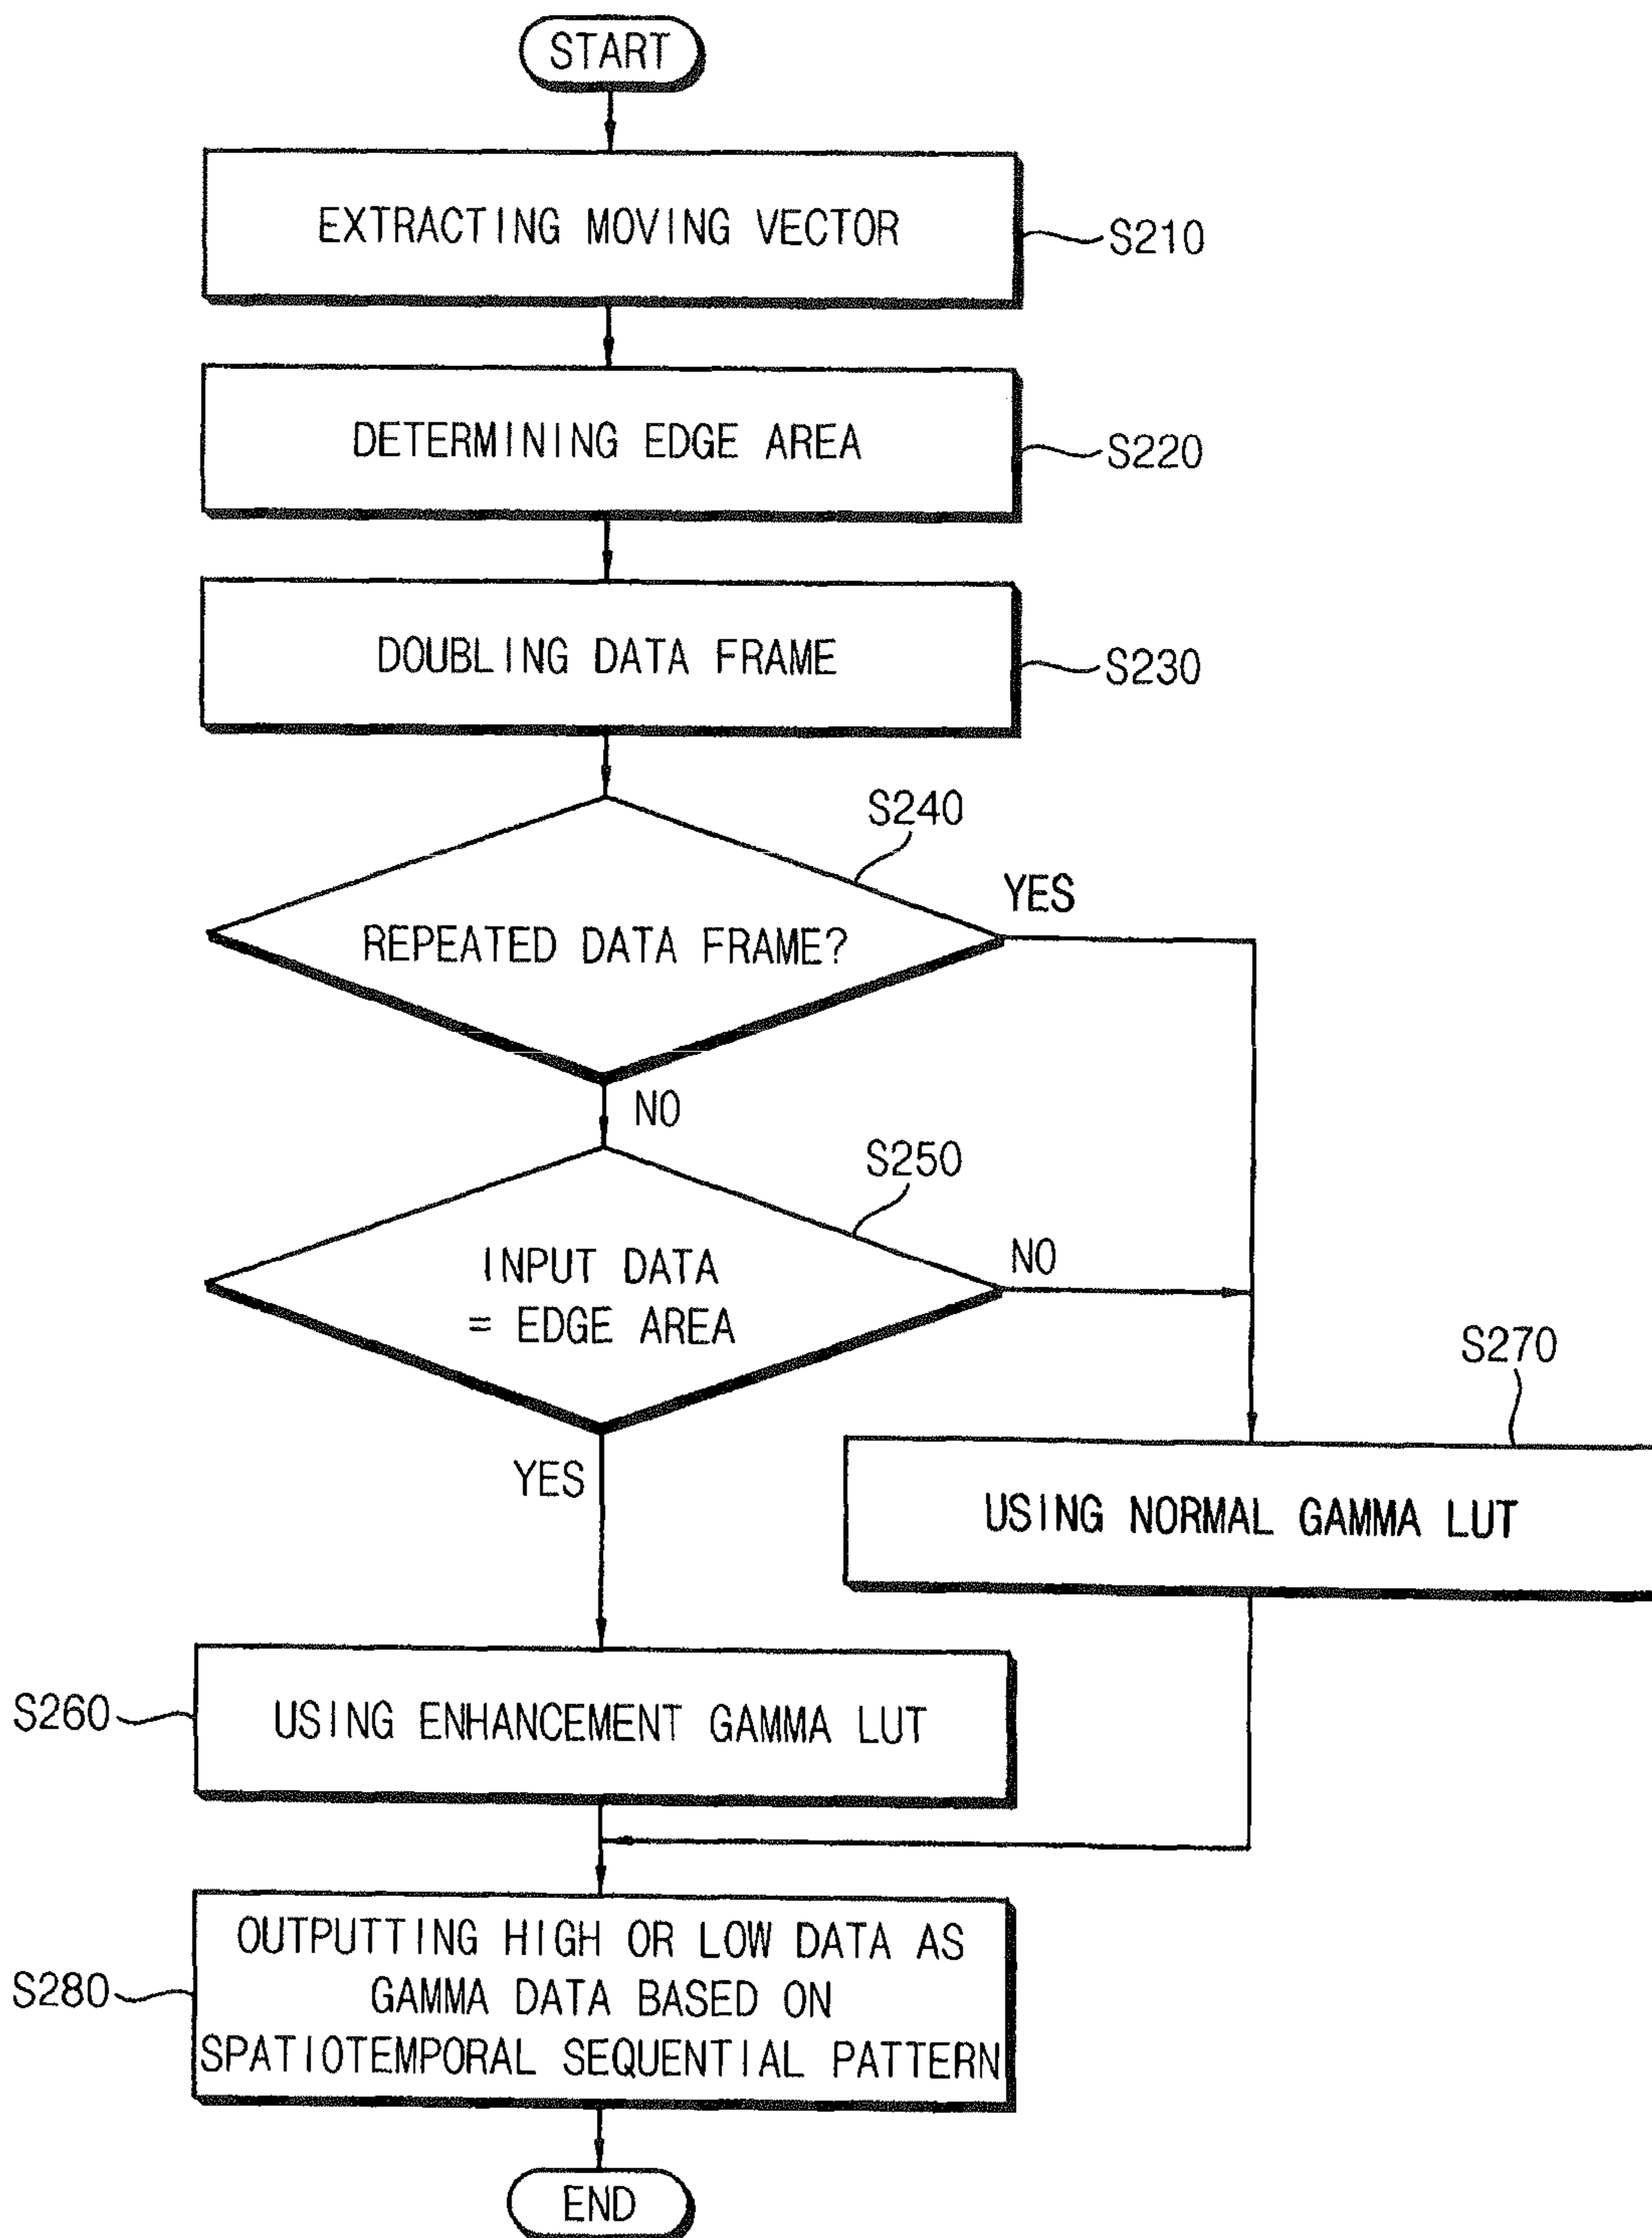 START
EXTRACTING MOVING VECTOR
S210
DETERMINING EDGE AREA
S220
DOUBLING DATA FRAME
S230
S240
REPEATED DATA FRAME?
YES
NO
S250
INPUT DATA
= EDGE AREA
NO
YES
S270
USING NORMAL GAMMA LUT
S260
USING ENHANCEMENT GAMMA LUT
S280
OUTPUTTING HIGH OR LOW DATA AS
GAMMA DATA BASED ON
SPATIOTEMPORAL SEQUENTIAL PATTERN
END